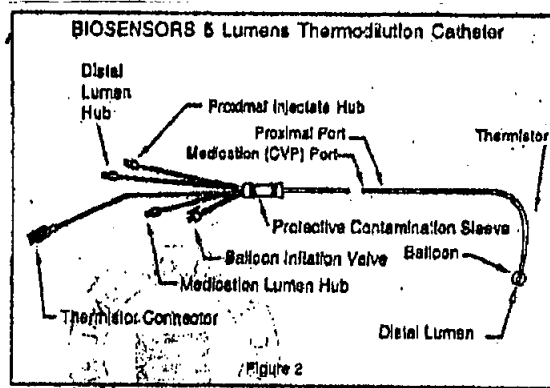 BIOSENSORS 5 Lumens Thermodilution Catheter
Distal
Lumen
Hub
Proximal Injectate Hub
Proximal Port
Medication (CVP) Port
Thermistor
Protective Contamination Sleeve
Balloon Inflation Valve
Balloon
Medication Lumen Hub
Thermistor Connector
Distal Lumen
Figure 2